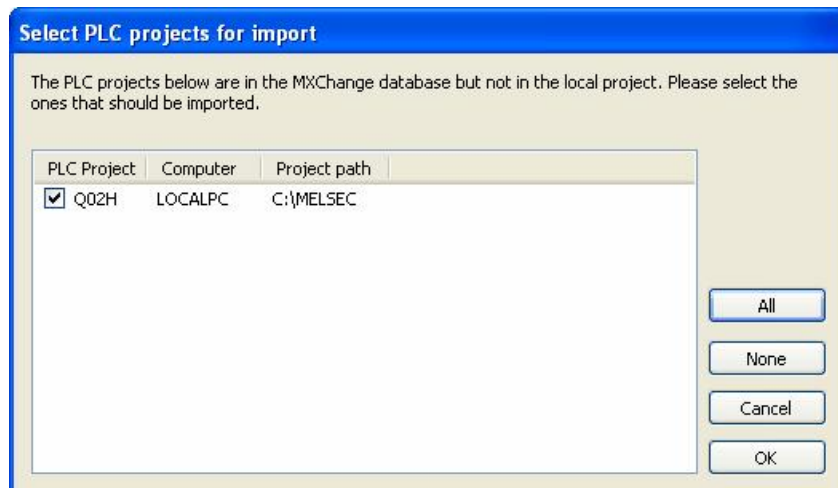 Select PLC projects for import
The PLC projects below are in the MXChange database but not in the local project. Please select the
ones that should be imported.
PLC Project Computer Project path
Q02H LOCALPC C:\MELSEC
All
None
Cancel
OK